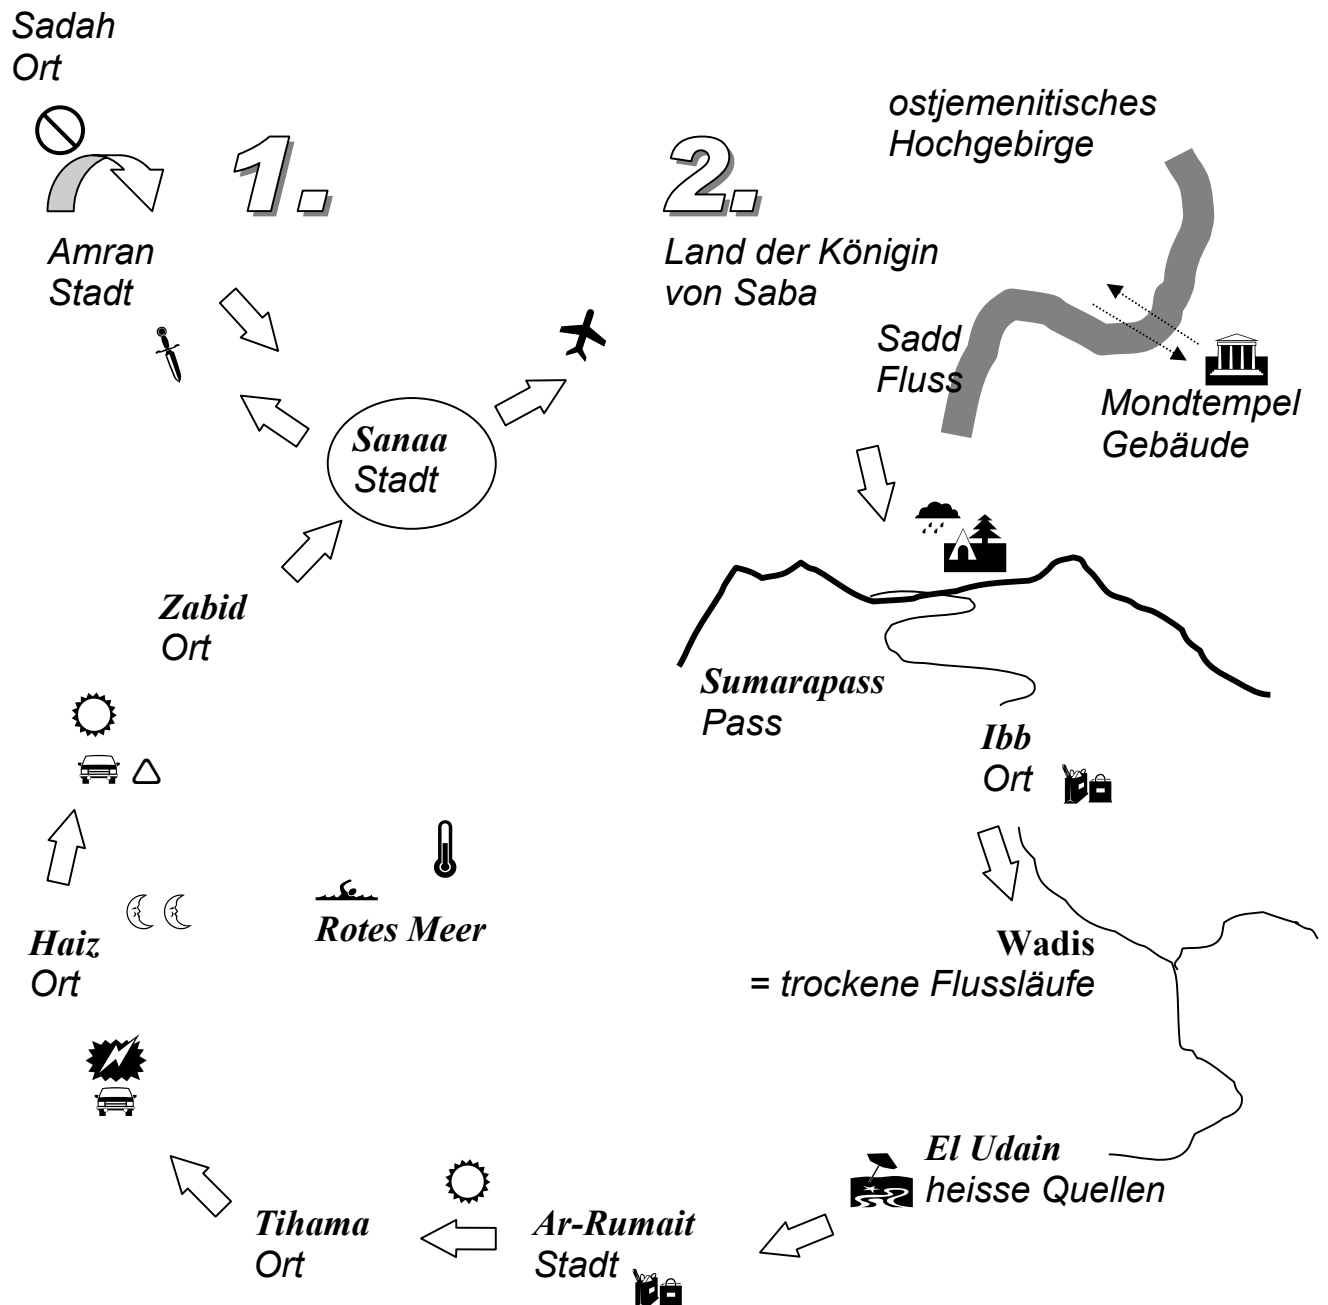 Sadah
Ort
1.
Amran
Stadt
Sanaa
Stadt
Zabid
Ort
Rotes Meer
Haiz
Ort
2.
ostjemenitisches
Hochgebirge
Land der Königin
von Saba
Sadd
Fluss
Mondtempel
Gebäude
Sumarapass
Pass
Ibb
Ort
Wadis
= trockene Flussläufe
El Udain
heisse Quellen
Ar-Rumait
Stadt
Tihama
Ort